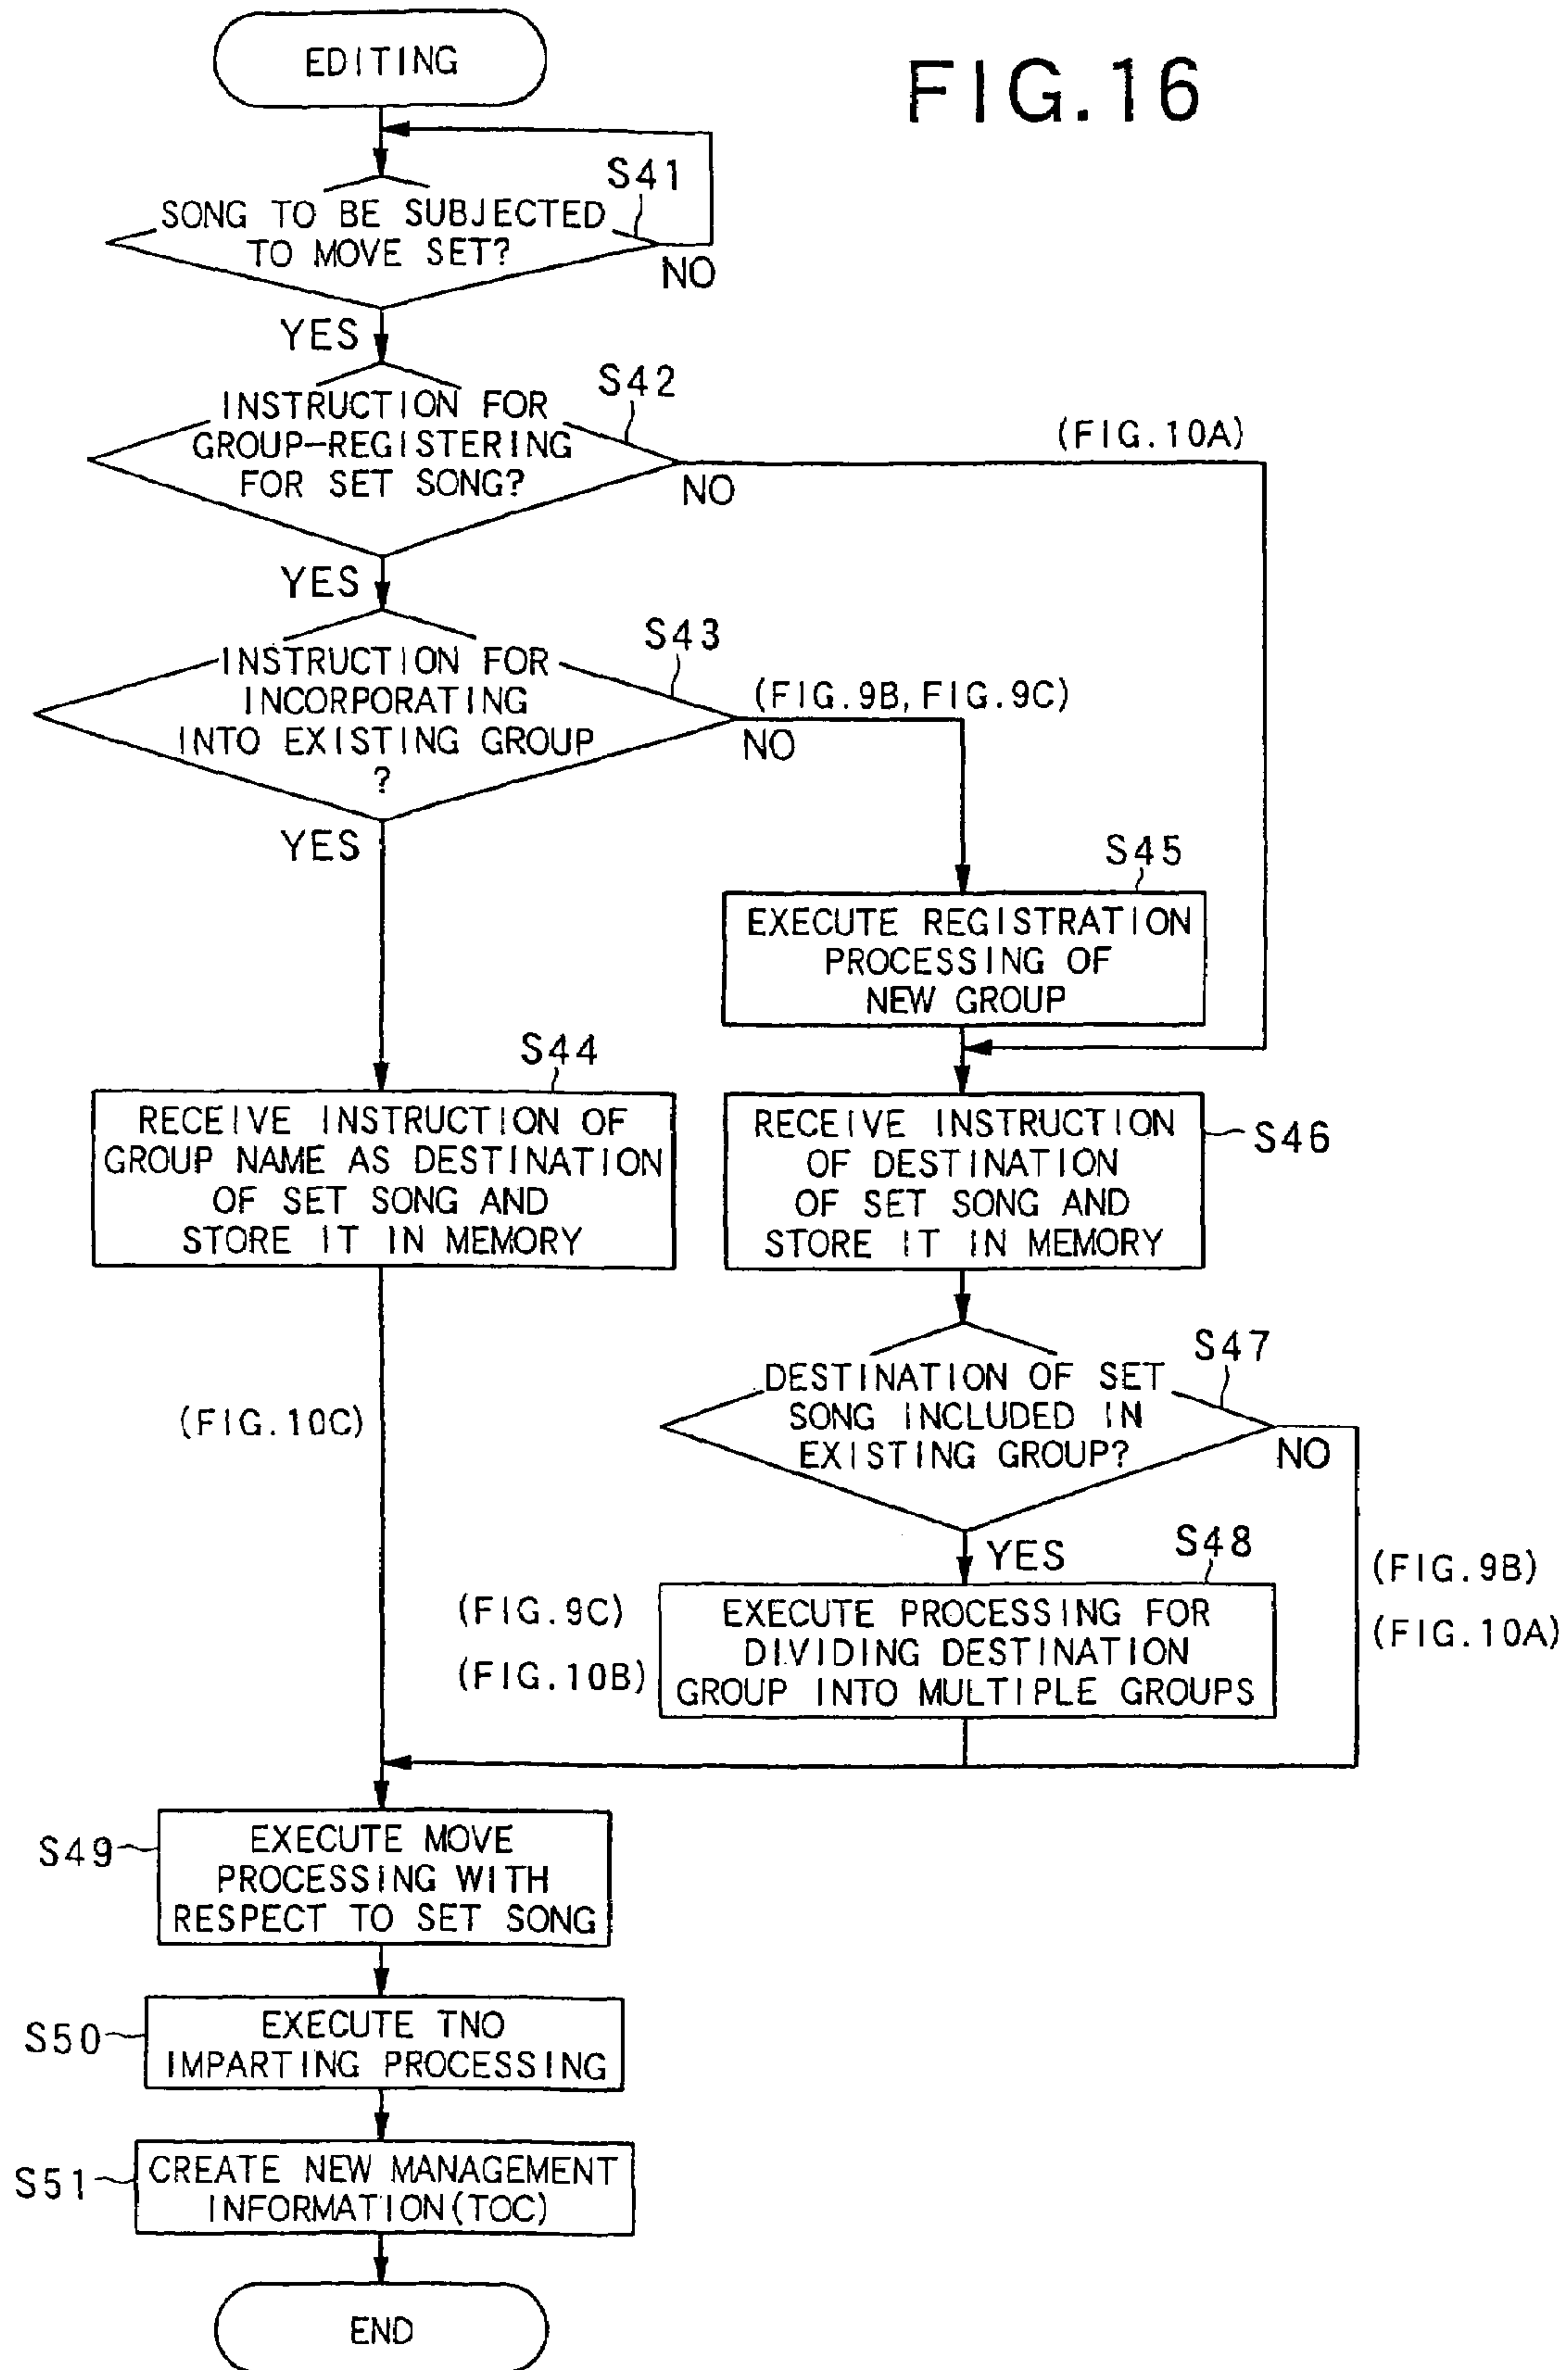 EDITING
FIG.16
S41
SONG TO BE SUBJECTED
TO MOVE SET?
NO
YES
S42
INSTRUCTION FOR
GROUP-REGISTERING
FOR SET SONG?
(FIG.10A)
NO
YES
S43
INSTRUCTION FOR
INCORPORATING
INTO EXISTING GROUP
?
(FIG.9B, FIG.9C)
NO
YES
S45
EXECUTE REGISTRATION
PROCESSING OF
NEW GROUP
S44
RECEIVE INSTRUCTION OF
GROUP NAME AS DESTINATION
OF SET SONG AND
STORE IT IN MEMORY
RECEIVE INSTRUCTION
OF DESTINATION
OF SET SONG AND
STORE IT IN MEMORY
S46
S47
DESTINATION OF SET
SONG INCLUDED IN
EXISTING GROUP?
NO
(FIG.10C)
YES
S48
(FIG.9B)
(FIG.10A)
(FIG.9C)
(FIG.10B)
EXECUTE PROCESSING FOR
DIVIDING DESTINATION
GROUP INTO MULTIPLE GROUPS
S49
EXECUTE MOVE
PROCESSING WITH
RESPECT TO SET SONG
S50
EXECUTE TNO
IMPARTING PROCESSING
S51
CREATE NEW MANAGEMENT
INFORMATION(TOC)
END